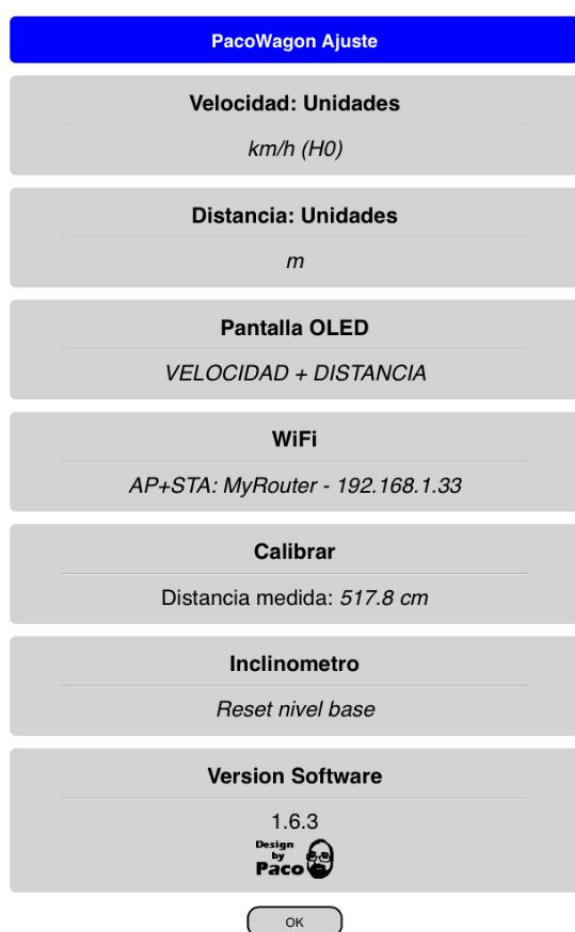 PacoWagon Ajuste
Velocidad: Unidades
km/h (H0)
Distancia: Unidades
m
Pantalla OLED
VELOCIDAD + DISTANCIA
WiFi
AP+STA: MyRouter - 192.168.1.33
Calibrar
Distancia medida: 517.8 cm
Inclinometro
Reset nivel base
Version Software
1.6.3
Design
by
Paco
OK